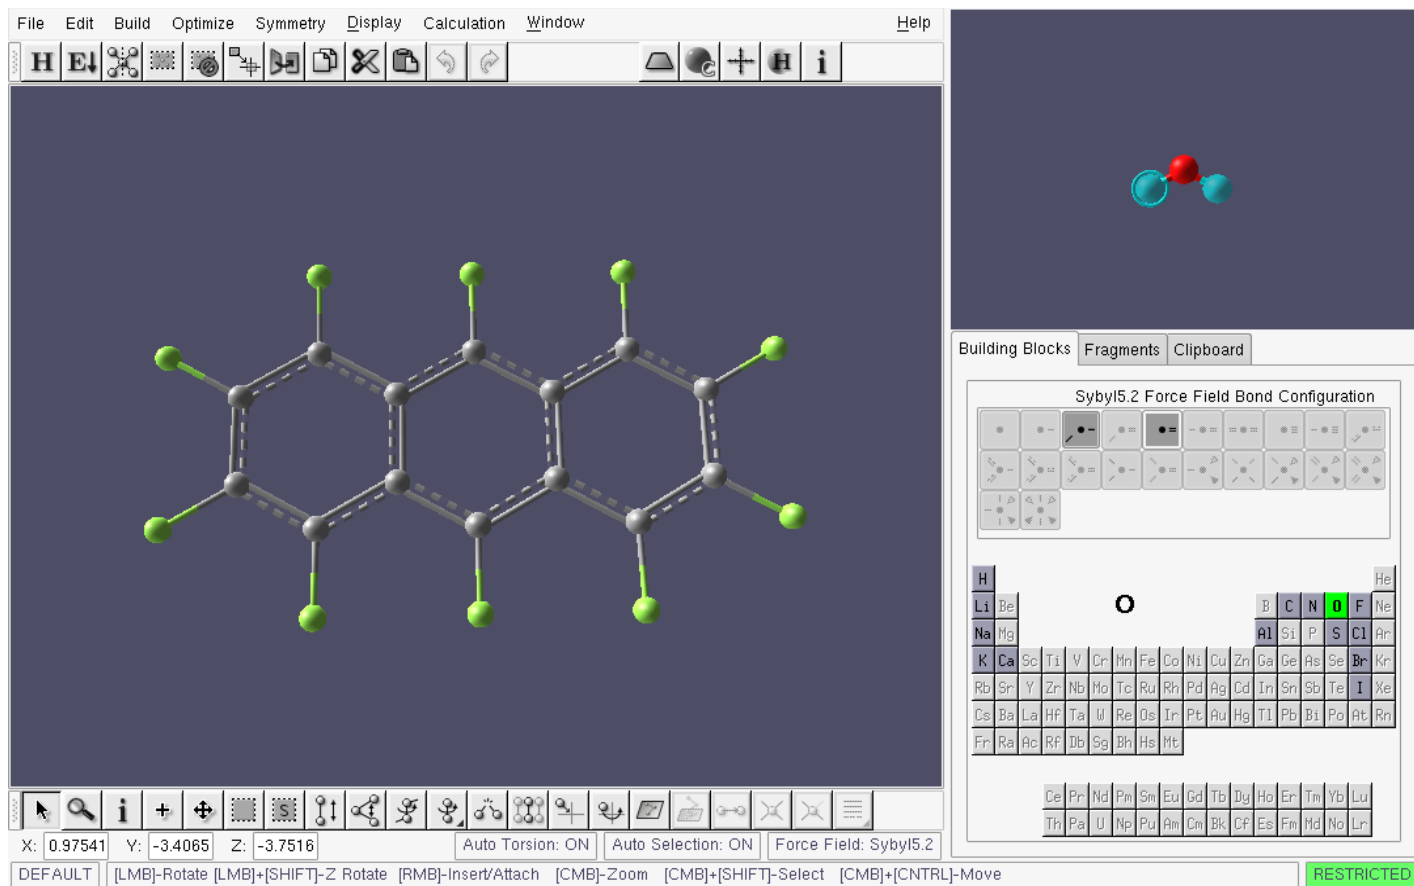 File Edit Build Optimize Symmetry Display Calculation Window Help
H E C H i
Building Blocks Fragments Clipboard
Sybyl5.2 Force Field Bond Configuration
H He
Li Be O B C N O F Ne
Na Mg Al Si P S Cl Ar
K Ca Sc Ti V Cr Mn Fe Co Ni Cu Zn Ga Ge As Se Br Kr
Rb Sr Y Zr Nb Mo Tc Ru Rh Pd Ag Cd In Sn Sb Te I Xe
Cs Ba La Hf Ta W Re Os Ir Pt Au Hg Tl Pb Bi Po At Rn
Fr Ra Ac Rf Db Sg Bh Hs Mt
Ce Pr Nd Pm Sm Eu Gd Tb Dy Ho Er Tm Yb Lu
Th Pa U Np Pu Am Cm Bk Cf Es Fm Md No Lr
i S
X: 0.97541 Y: -3.4065 Z: -3.7516 Auto Torsion: ON Auto Selection: ON Force Field: Sybyl5.2
DEFAULT [LMB]-Rotate [LMB]+[SHIFT]-Z Rotate [RMB]-Insert/Attach [CMB]-Zoom [CMB]+[SHIFT]-Select [CMB]+[CNTRL]-Move RESTRICTED